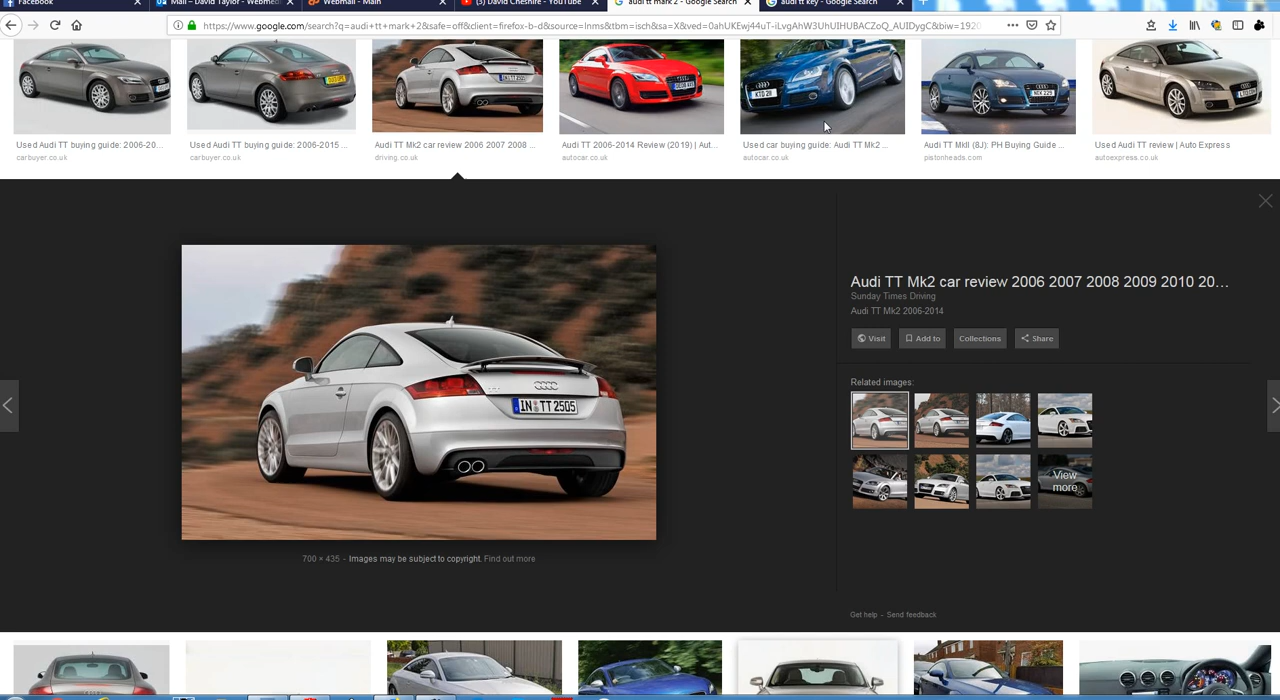 Facebook
Mail – David Taylor - Webmedi
Webmail - Main
(3) David Cheshire - YouTube
audi tt mark 2 - Google Search
audi tt key - Google Search
https://www.google.com/search?q=audi+tt+mark+2&safe=off&client=firefox-b-d&source=lnms&tbm=isch&sa=X&ved=0ahUKEwj44uT-iLvgAhW3UhUIHUBACZoQ_AUIDygC&biw=1920
KTD 28
Used Audi TT buying guide: 2006-20...
Used Audi TT buying guide: 2006-2015 ...
Audi TT Mk2 car review 2006 2007 2008 ...
Audi TT 2006-2014 Review (2019) | Aut...
Used car buying guide: Audi TT Mk2 ...
Audi TT MkII (8J): PH Buying Guide ...
Used Audi TT review | Auto Express
carbuyer.co.uk
carbuyer.co.uk
driving.co.uk
autocar.co.uk
autocar.co.uk
pistonheads.com
autoexpress.co.uk
IN TT 2505
Audi TT Mk2 car review 2006 2007 2008 2009 2010 20...
Sunday Times Driving
Audi TT Mk2 2006-2014
Visit
Add to
Collections
Share
Related images:
View
more
700 × 435 - Images may be subject to copyright. Find out more
Get help - Send feedback